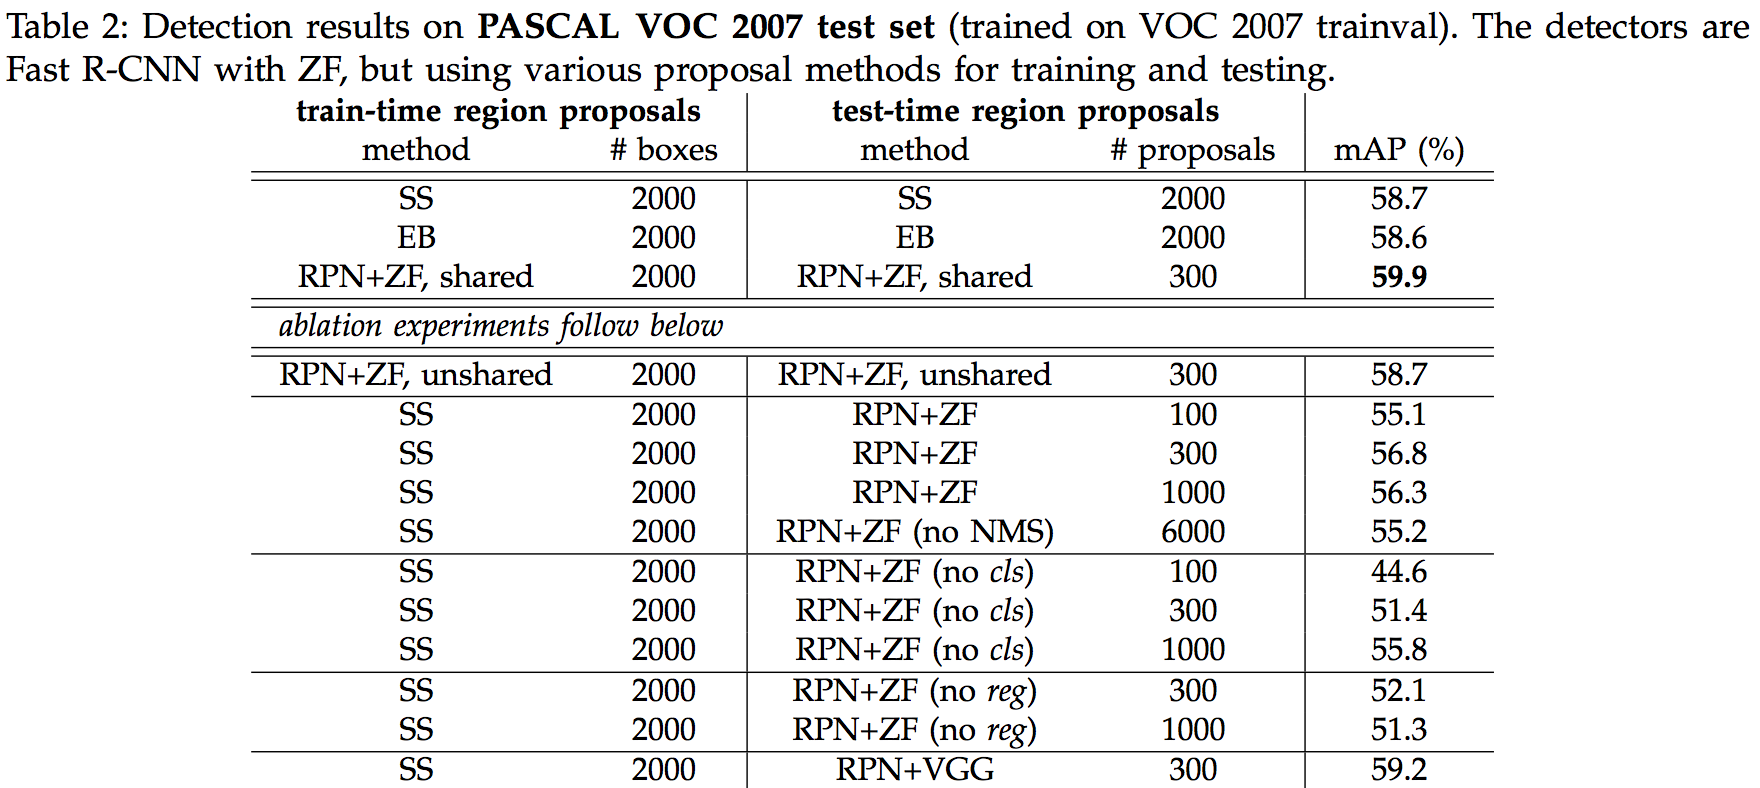 Table 2: Detection results on PASCAL VOC 2007 test set (trained on VOC 2007 trainval). The detectors are
Fast R-CNN with ZF, but using various proposal methods for training and testing.
train-time region proposals test-time region proposals
method # boxes method # proposals mAP (%)
SS 2000 SS 2000 58.7
EB 2000 EB 2000 58.6
RPN+ZF, shared 2000 RPN+ZF, shared 300 59.9
ablation experiments follow below
RPN+ZF, unshared 2000 RPN+ZF, unshared 300 58.7
SS 2000 RPN+ZF 100 55.1
SS 2000 RPN+ZF 300 56.8
SS 2000 RPN+ZF 1000 56.3
SS 2000 RPN+ZF (no NMS) 6000 55.2
SS 2000 RPN+ZF (no cls) 100 44.6
SS 2000 RPN+ZF (no cls) 300 51.4
SS 2000 RPN+ZF (no cls) 1000 55.8
SS 2000 RPN+ZF (no reg) 300 52.1
SS 2000 RPN+ZF (no reg) 1000 51.3
SS 2000 RPN+VGG 300 59.2